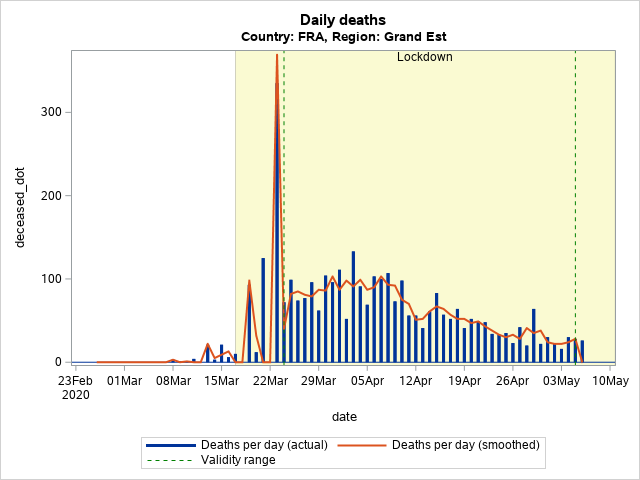 Daily deaths
Country: FRA, Region: Grand Est
Lockdown
deceased_dot
300
200
100
0
23Feb 01Mar 08Mar 15Mar 22Mar 29Mar 05Apr 12Apr 19Apr 26Apr 03May 10May
2020
date
Deaths per day (actual) Deaths per day (smoothed)
Validity range